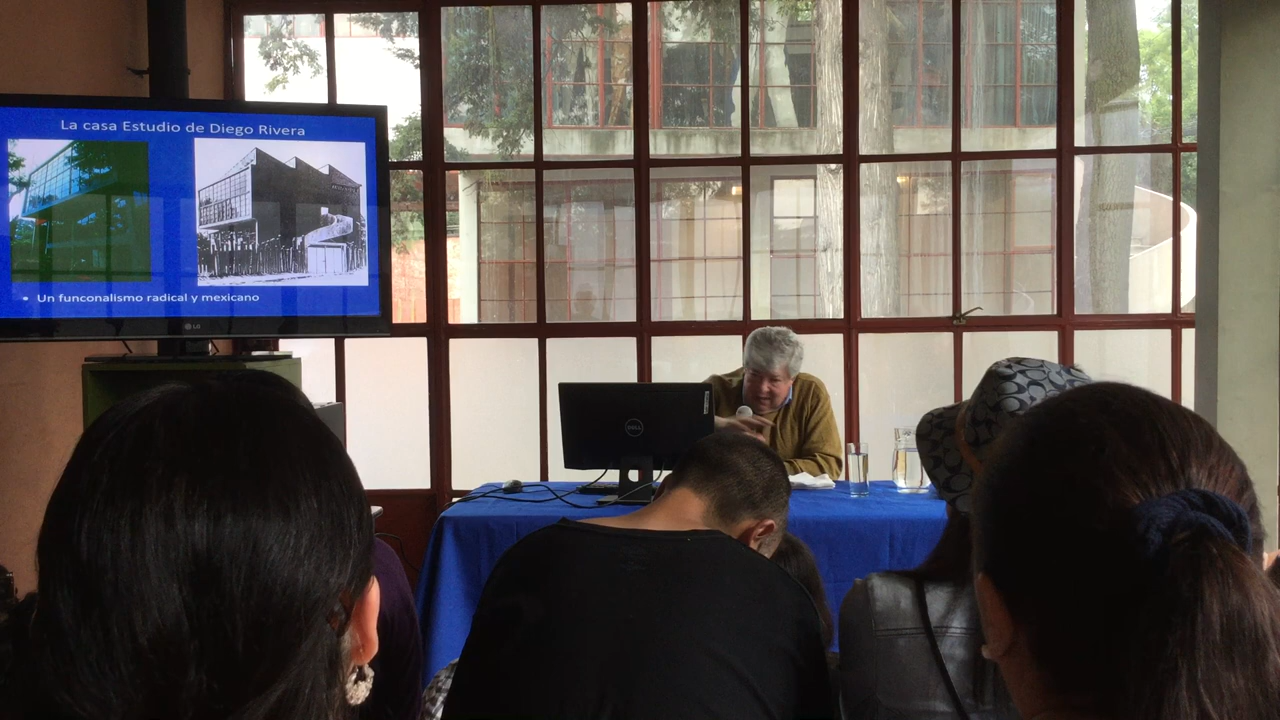 La casa Estudio de Diego Rivera
• Un funconalismo radical y mexicano
LG
DELL